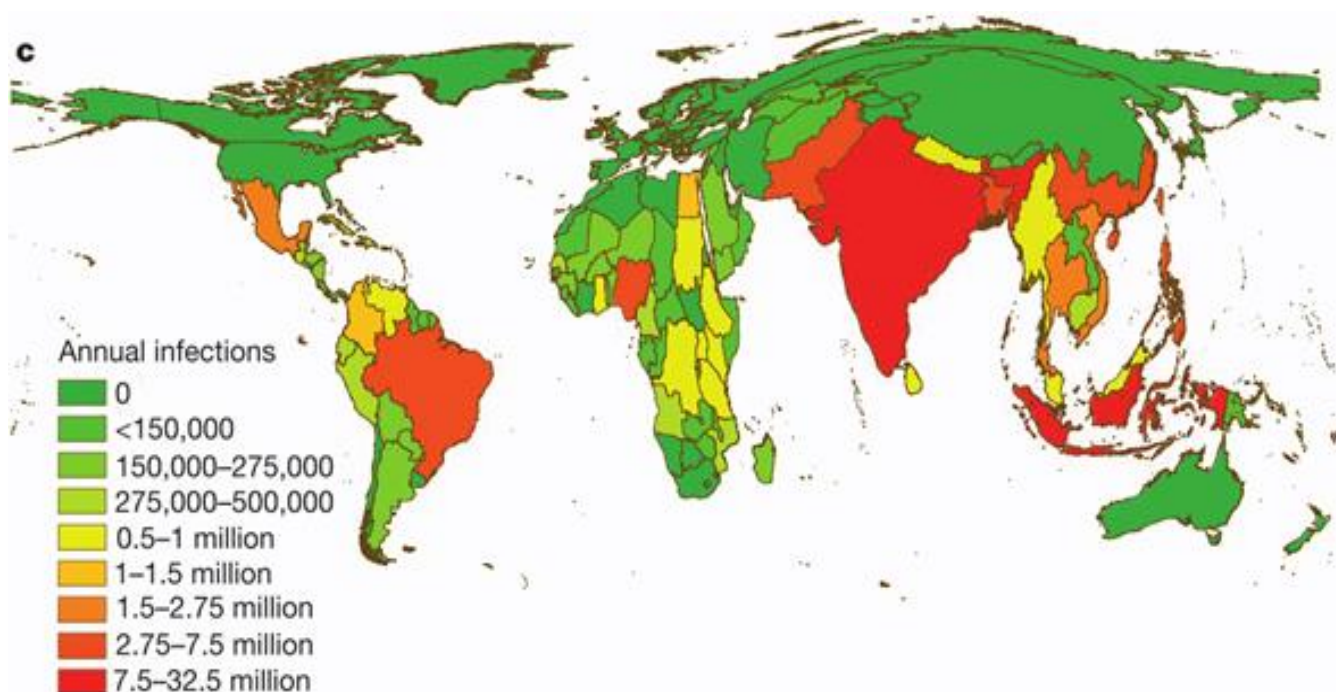 c
Annual infections
0
<150,000
150,000–275,000
275,000–500,000
0.5–1 million
1–1.5 million
1.5–2.75 million
2.75–7.5 million
7.5–32.5 million